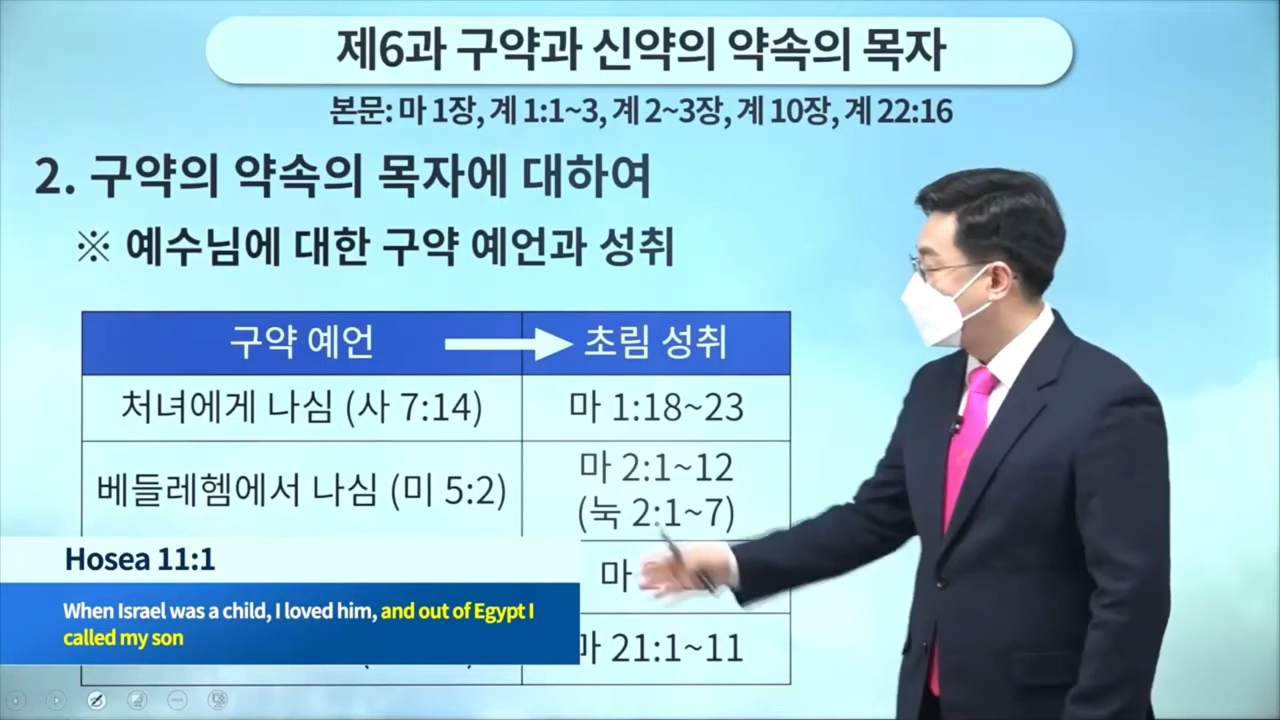 제6과 구약과 신약의 약속의 목자
본문: 마 1장, 계 1:1~3, 계 2~3장, 계 10장, 계 22:16
2. 구약의 약속의 목자에 대하여
※ 예수님에 대한 구약 예언과 성취
구약 예언
초림 성취
처녀에게 나심 (사 7:14)
마 1:18~23
베들레헴에서 나심 (미 5:2)
마 2:1~12
(눅 2:1~7)
마
마 21:1~11
Hosea 11:1
When Israel was a child, I loved him, and out of Egypt I
called my son